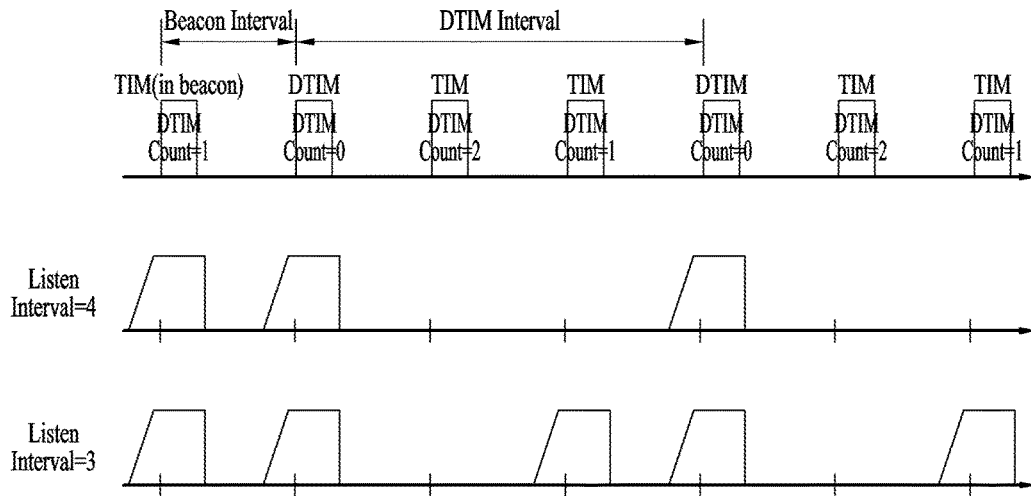 Beacon Interval
DTIM Interval
TIM(in beacon)
DTIM
TIM
TIM
DTIM
TIM
TIM
DTIM
Count=1
DTIM
Count=0
DTIM
Count=2
DTIM
Count=1
DTIM
Count=0
DTIM
Count=2
DTIM
Count=1
Listen
Interval=4
Listen
Interval=3